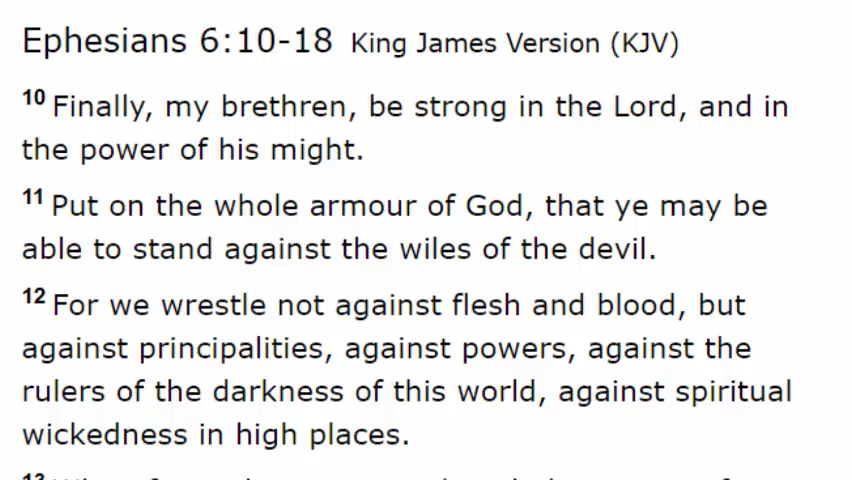 Ephesians 6:10-18 King James Version (KJV)
10 Finally, my brethren, be strong in the Lord, and in
the power of his might.
11 Put on the whole armour of God, that ye may be
able to stand against the wiles of the devil.
12 For we wrestle not against flesh and blood, but
against principalities, against powers, against the
rulers of the darkness of this world, against spiritual
wickedness in high places.
13